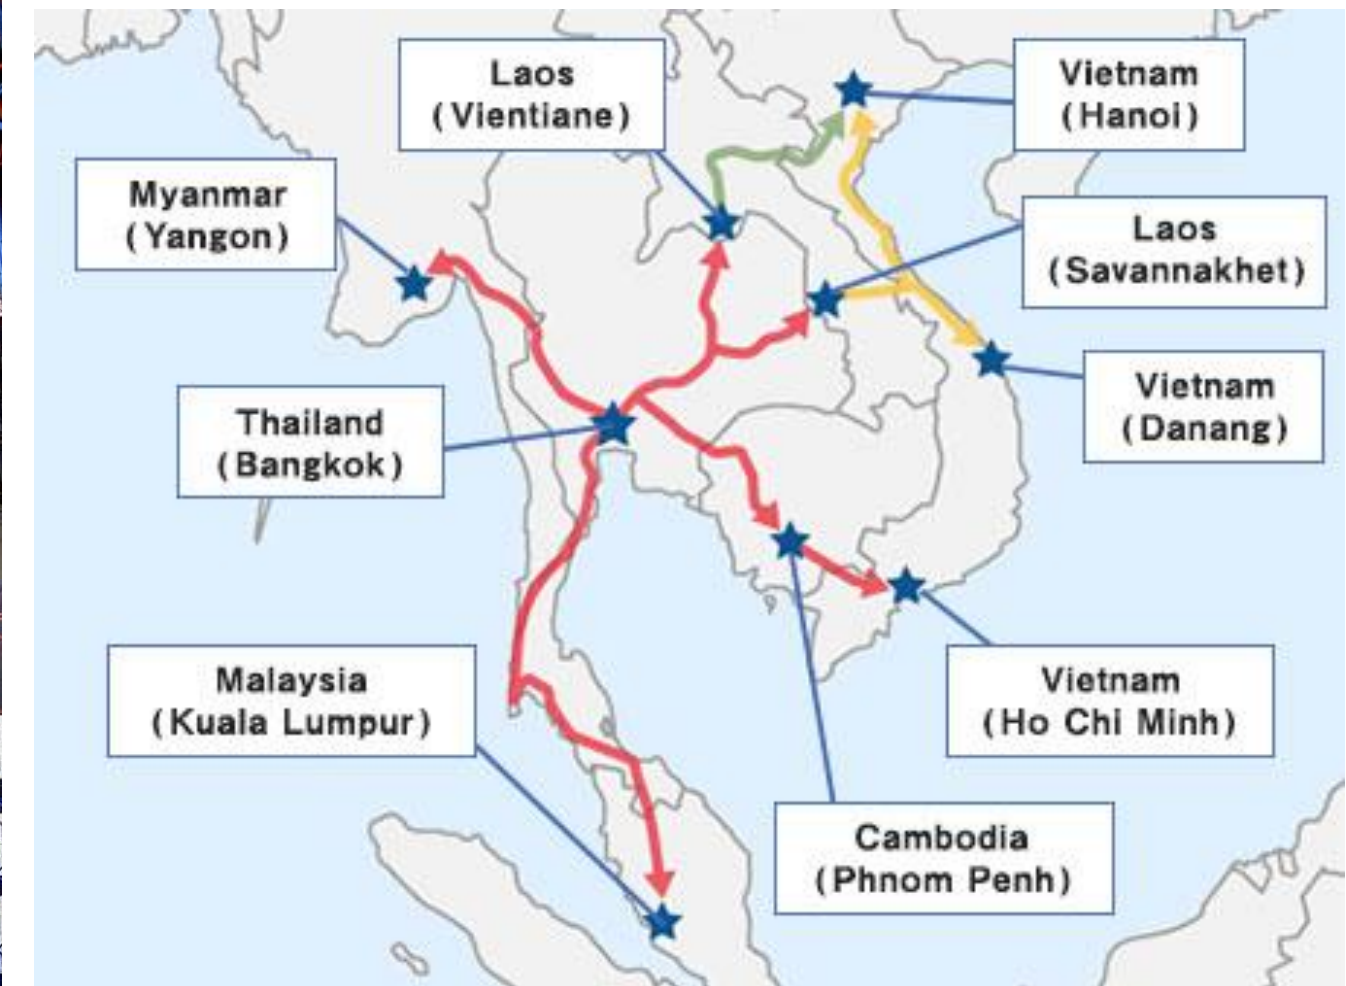 Laos
(Vientiane)
Vietnam
(Hanoi)
Myanmar
(Yangon)
Laos
(Savannakhet)
Vietnam
(Danang)
Thailand
(Bangkok)
Malaysia
(Kuala Lumpur)
Vietnam
(Ho Chi Minh)
Cambodia
(Phnom Penh)